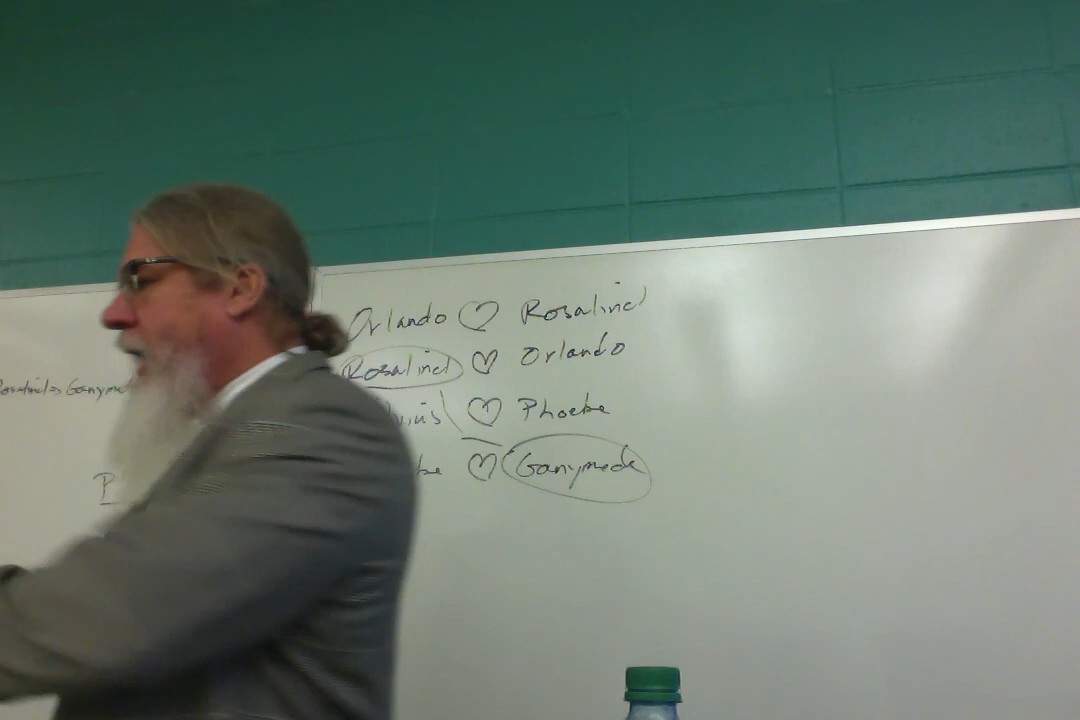 Orlando ♡ Rosalind
Rosalind ♡ Orlando
♡ Phoebe
♡ Ganymede
P